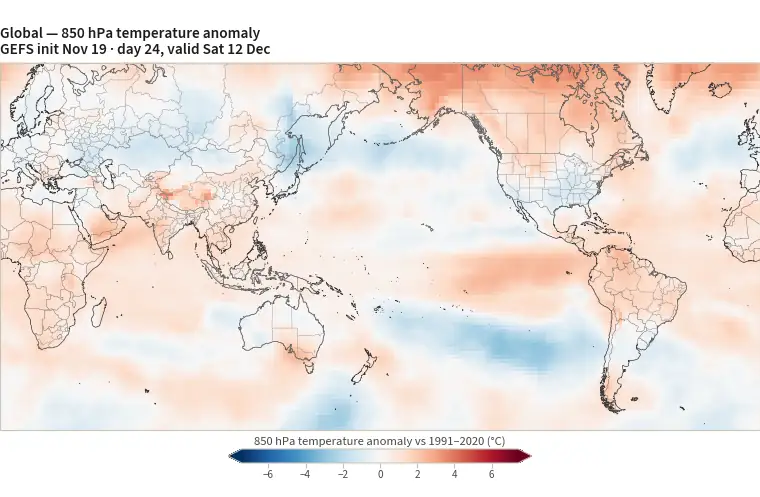 Global — 850 hPa temperature anomaly
GEFS init Nov 19 · day 24, valid Sat 12 Dec
850 hPa temperature anomaly vs 1991–2020 (°C)
−6 −4 −2 0 2 4 6